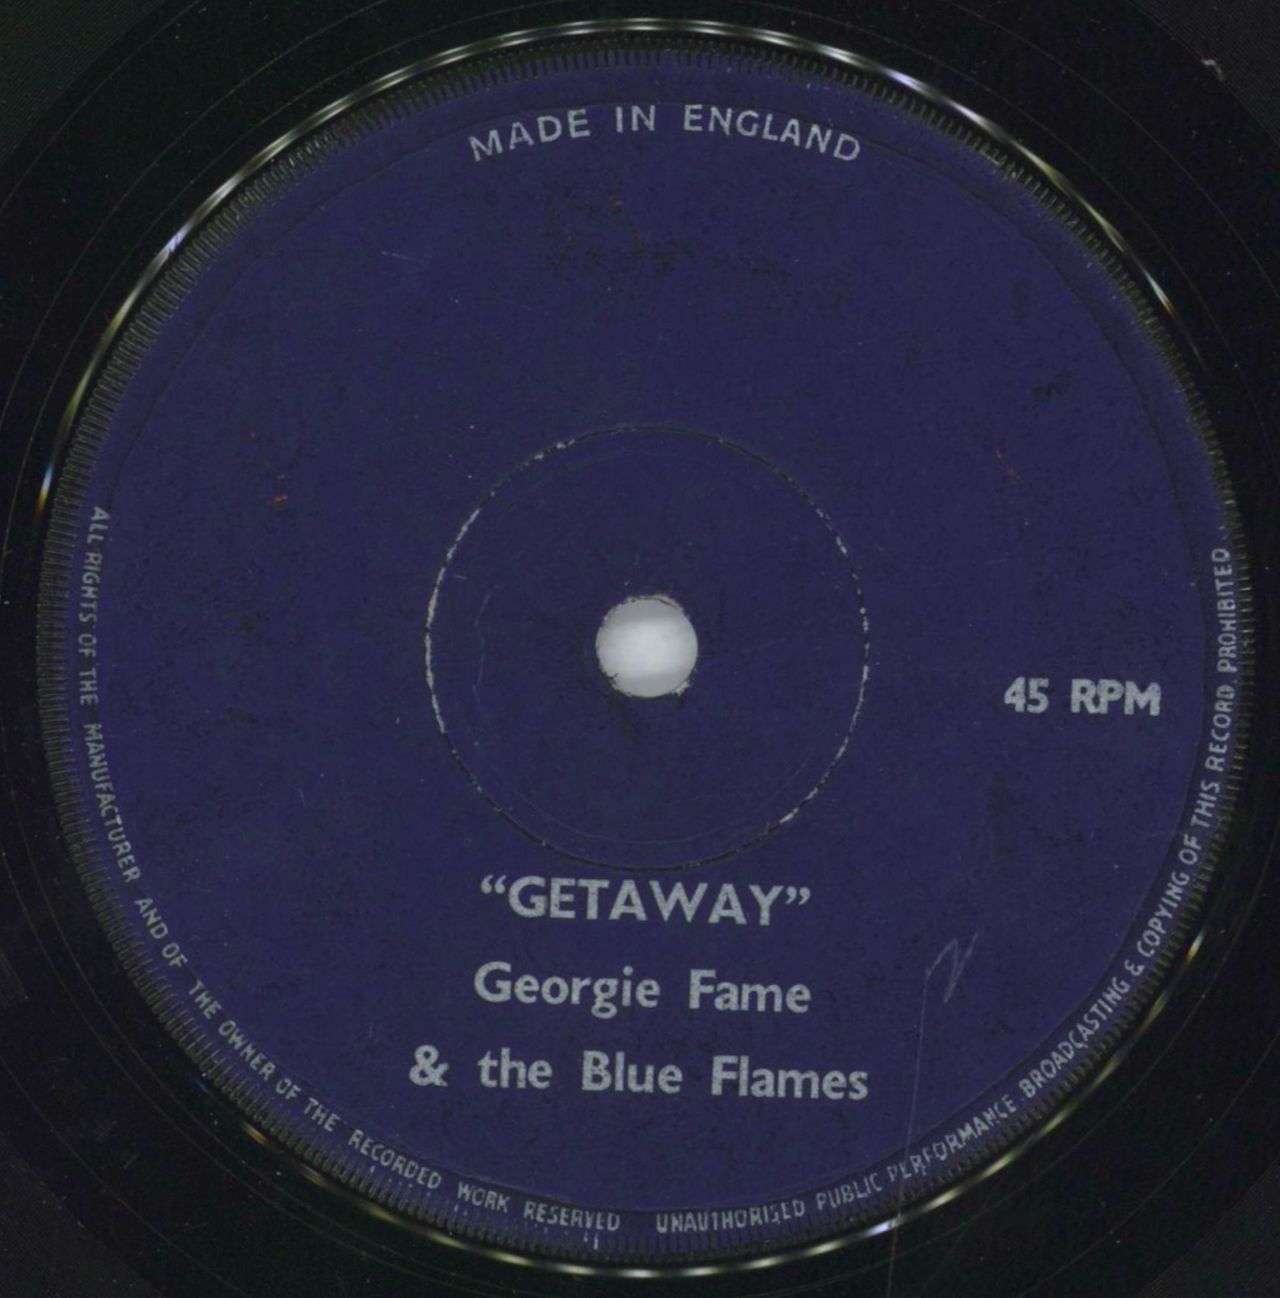 MADE IN ENGLAND
45 RPM
“GETAWAY”
Georgie Fame
& the Blue Flames
ALL RIGHTS OF THE MANUFACTURER AND OF THE OWNER OF THE RECORDED WORK RESERVED UNAUTHORISED PUBLIC PERFORMANCE BROADCASTING & COPYING OF THIS RECORD PROHIBITED